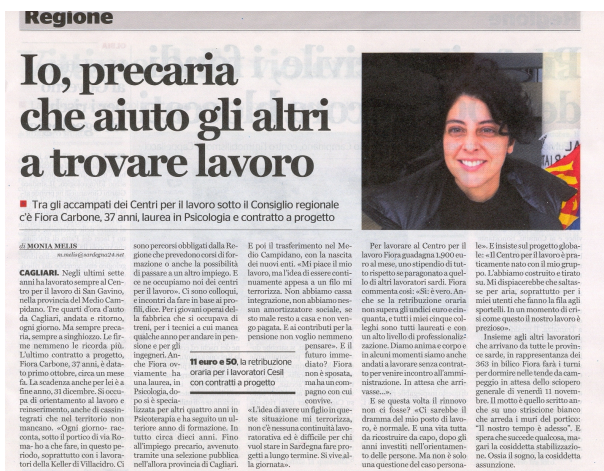 Regione
Io, precaria
che aiuto gli altri
a trovare lavoro
Tra gli accampati dei Centri per il lavoro sotto il Consiglio regionale
c'è Fiora Carbone, 37 anni, laurea in Psicologia e contratto a progetto
di MONIA MELIS
m.melis@sardegna24.net
CAGLIARI. Negli ultimi sette
anni ha lavorato sempre al Cen-
tro per il lavoro di San Gavino,
nella provincia del Medio Cam-
pidano. Tre quarti d'ora d'auto
da Cagliari, andata e ritorno,
ogni giorno. Ma sempre preca-
ria, sempre a singhiozzo. Le fir-
me nemmeno le ricorda più.
L'ultimo contratto a progetto,
Fiora Carbone, 37 anni, è data-
to primo ottobre, circa un mese
fa. La scadenza anche per lei è a
fine anno, 31 dicembre. Si occu-
pa di orientamento al lavoro e
reinserimento, anche di cassin-
tegrati che nel territorio non
mancano. «Ogni giorno- rac-
conta, sotto il portico di via Ro-
ma- ho a che fare, in questo pe-
riodo, soprattutto con i lavora-
tori della Keller di Villacidro. Ci
sono percorsi obbligati dalla Re-
gione che prevedono corsi di for-
mazione o anche la possibilità
di passare a un altro impiego. E
ce ne occupiamo noi dei centri
per il lavoro». Ci sono colloqui,
e incontri da fare in base ai pro-
fili, dice. Per i giovani operai del-
la fabbrica che si occupava di
treni, per i tecnici a cui manca
qualche anno per andare in pen-
sione e per gli
ingegneri. An-
che Fiora ov-
viamente ha
una laurea, in
Psicologia, do-
po si è specia-
lizzata per altri quattro anni in
Psicoterapia e ha seguito un ul-
teriore anno di formazione. In
tutto circa dieci anni. Fino
all'impiego precario, avvenuto
tramite una selezione pubblica
nell'allora provincia di Cagliari.
11 euro e 50, la retribuzione
oraria per i lavoratori Cesil
con contratti a progetto
E poi il trasferimento nel Me-
dio Campidano, con la nascita
dei nuovi enti. «Mi piace il mio
lavoro, ma l'idea di essere conti-
nuamente appesa a un filo mi
terrorizza. Non abbiamo cassa
integrazione, non abbiamo nes-
sun amortizzatore sociale, se
sto male resto a casa e non ven-
go pagata. E ai contributi per la
pensione non voglio nemmeno
pensare». E il
futuro imme-
diato? Fiora
non è sposata,
ma ha un com-
pagno con cui
convive.
«L'idea di avere un figlio in que-
ste situazione mi terrorizza,
non c'è nessuna continuità lavo-
ratorativa ed è difficile per chi
vuol stare in Sardegna fare pro-
getti a lungo termine. Si vive al-
la giornata».
Per lavorare al Centro per il
lavoro Fiora guadagna 1.900 eu-
ro al mese, uno stipendio di tut-
to rispetto se paragonato a quel-
lo di altri lavoratori sardi. Fiora
commenta così: «Sì: è vero. An-
che se la retribuzione oraria
non supera gli undici euro e cin-
quanta, e tutti i miei cinque col-
leghi sono tutti laureati e con
un alto livello di professionaliz-
zazione. Diamo anima e corpo e
in alcuni momenti siamo anche
andati a lavorare senza contrat-
to per venire incontro all'ammi-
nistrazione. In attesa che arri-
vasse...».
E se questa volta il rinnovo
non ci fosse? «Ci sarebbe il
dramma del mio posto di lavo-
ro, è normale. È una vita tutta
da ricostruire da capo, dopo gli
anni investiti nell'orientamen-
to delle persone. Ma non è solo
una questione del caso persona-
le». E insiste sul progetto globa-
le: «Il Centro per il lavoro è pra-
ticamente nato con il mio grup-
po. L'abbiamo costruito e tirato
su. Mi dispiacerebbe che saltas-
se per aria, soprattutto per i
miei utenti che fanno la fila agli
sportelli. In un momento di cri-
si come questo il nostro lavoro è
prezioso».
Insieme agli altri lavoratori
che arrivano da tutte le provin-
ce sarde, in rappresentanza dei
363 in bilico Fiora farà i turni
per dormire nelle tende da cam-
peggio in attesa dello sciopero
generale di venerdì 11 novem-
bre. Il motto è quello scritto an-
che su uno striscione bianco
che arreda i muri del portico:
"Il nostro tempo è adesso". E
spera che succede qualcosa, ma-
gari la cosiddetta stabilizzazio-
ne. Ossia il sogno, la cosiddetta
assunzione.